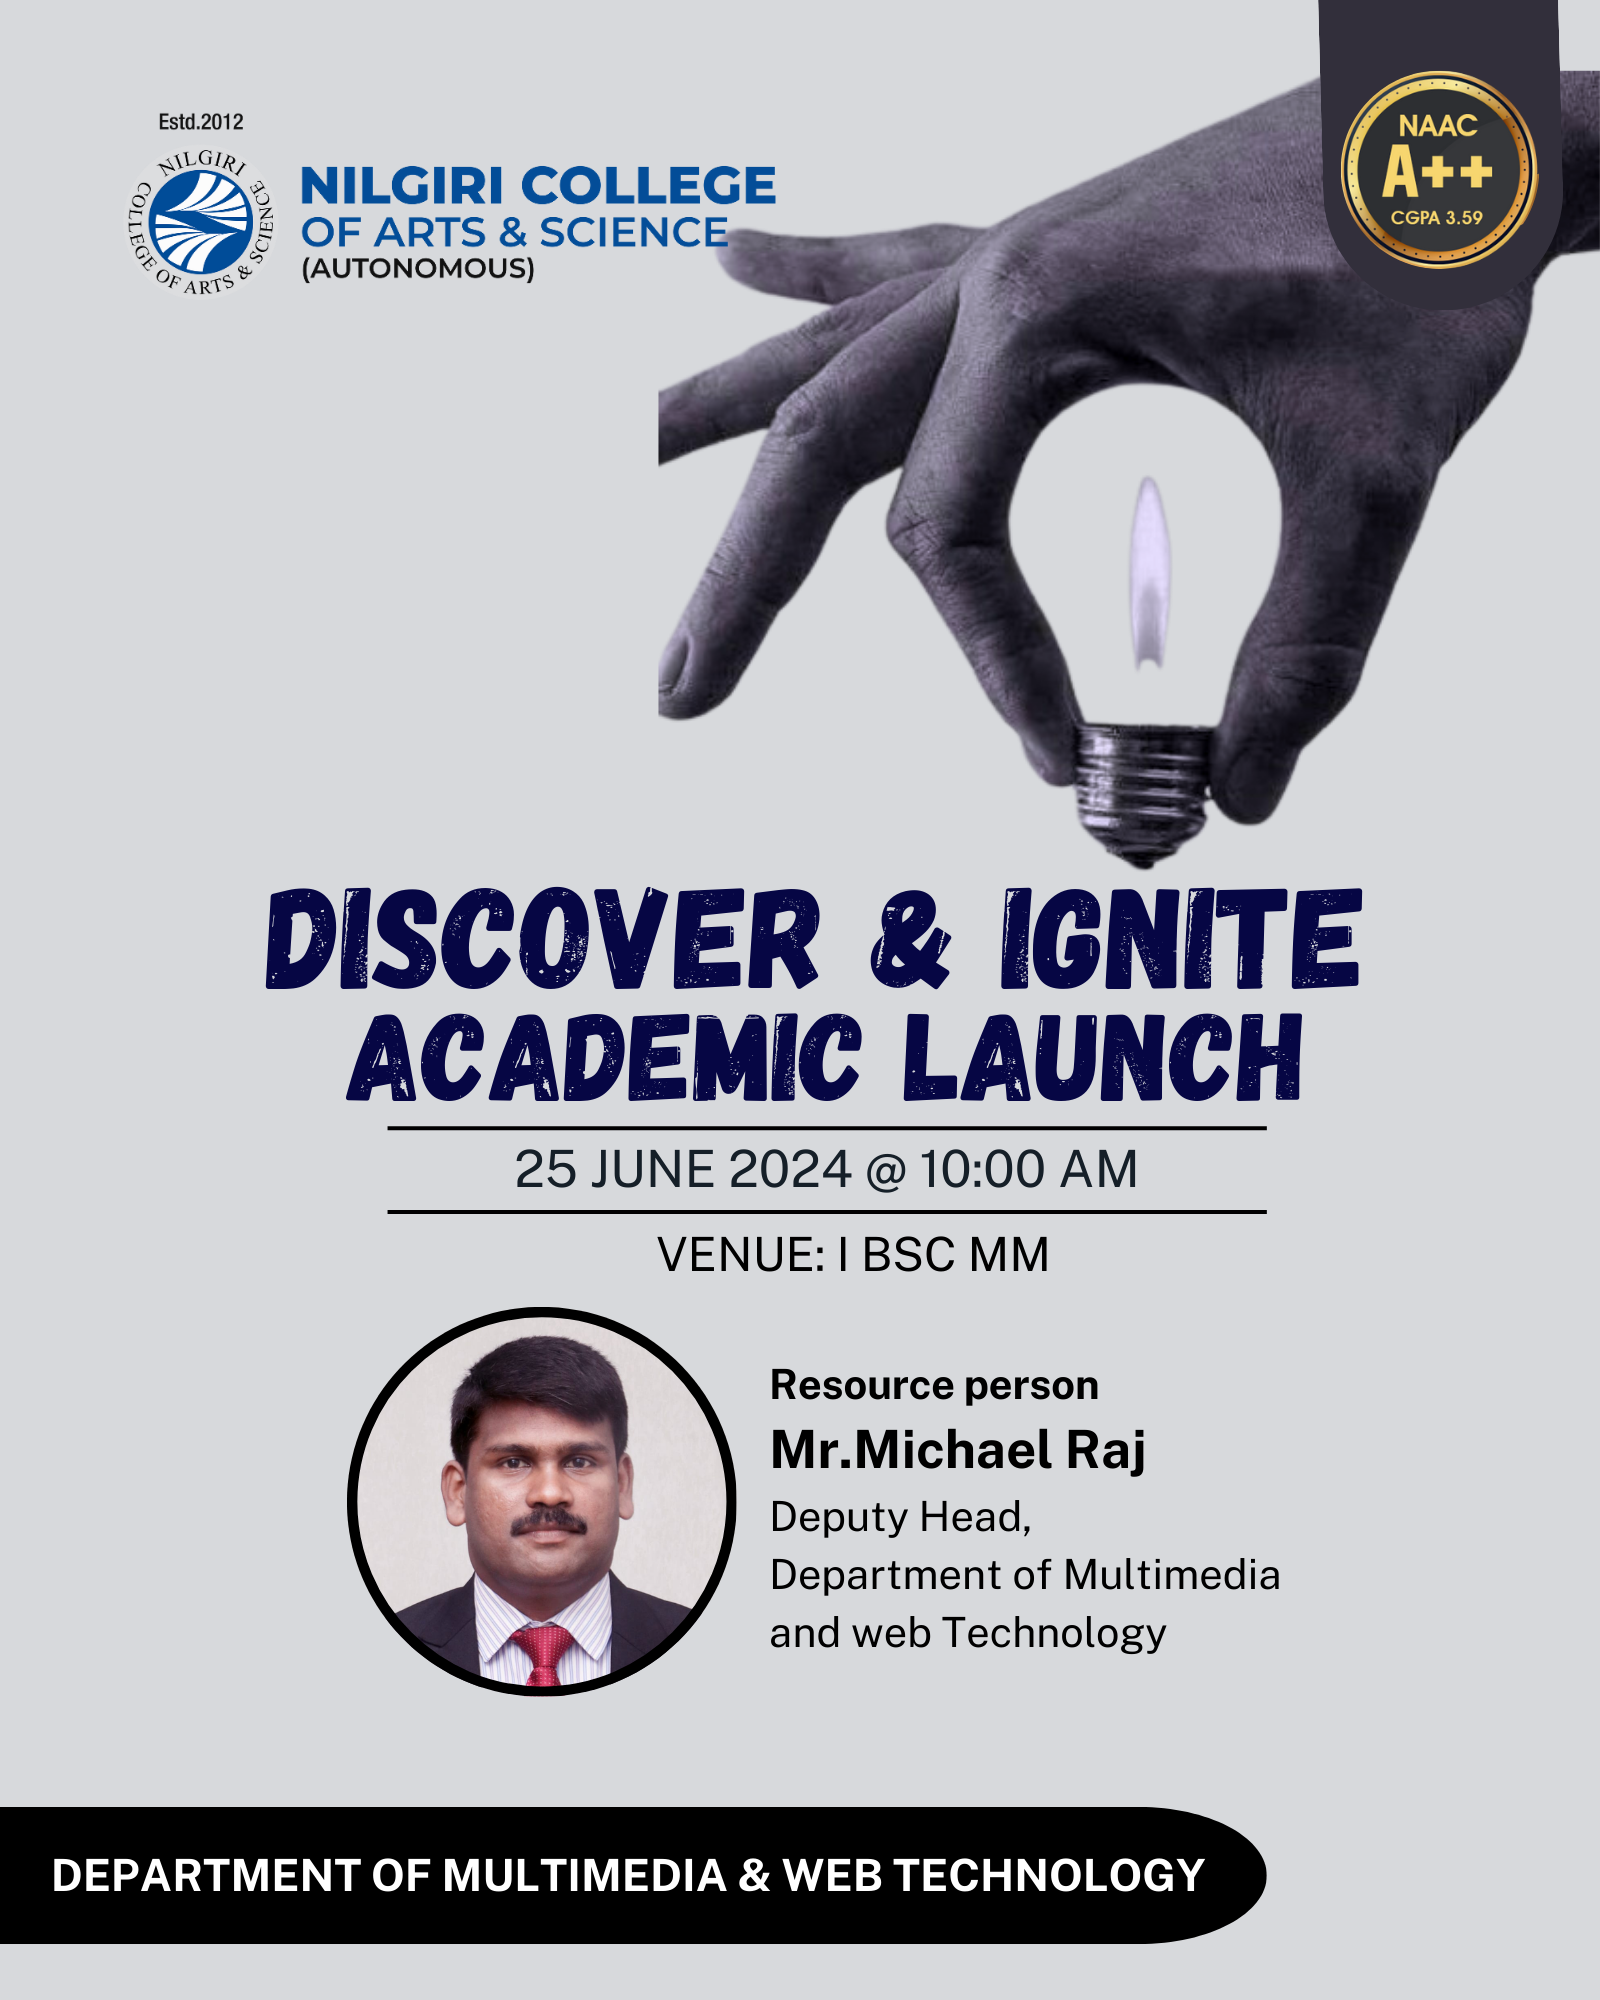 Estd.2012
NILGIRI COLLEGE OF ARTS & SCIENCE
NILGIRI COLLEGE
OF ARTS & SCIENCE
(AUTONOMOUS)
NAAC
A++
CGPA 3.59
DISCOVER & IGNITE
ACADEMIC LAUNCH
25 JUNE 2024 @ 10:00 AM
VENUE: I BSC MM
Resource person
Mr.Michael Raj
Deputy Head,
Department of Multimedia
and web Technology
DEPARTMENT OF MULTIMEDIA & WEB TECHNOLOGY